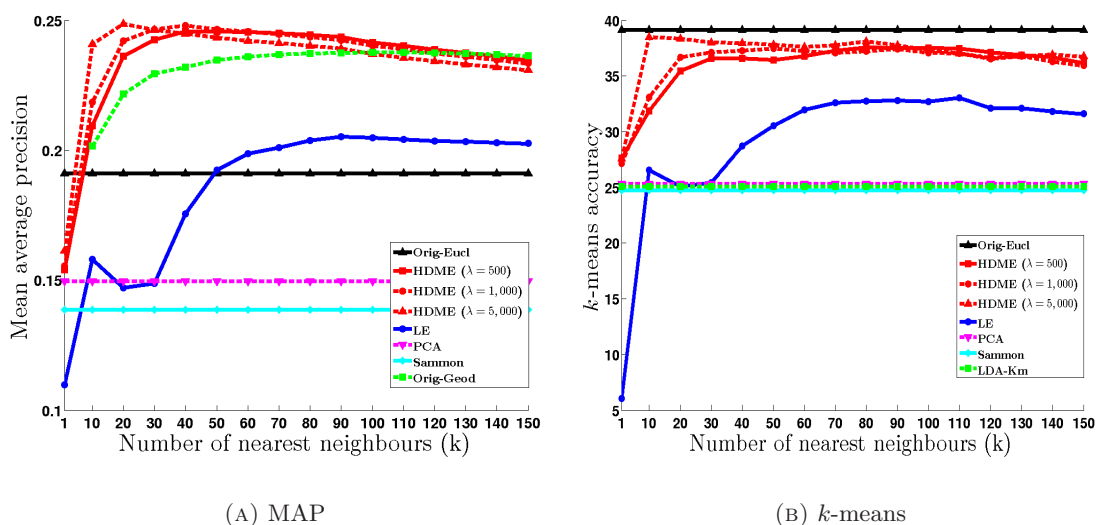 Mean average precision
0.25
0.2
0.15
0.1
1 10 20 30 40 50 60 70 80 90 100 110 120 130 140 150
Number of nearest neighbours (k)
Orig-Eucl
HDME (λ = 500)
HDME (λ = 1,000)
HDME (λ = 5,000)
LE
PCA
Sammon
Orig-Geod
(A) MAP
k-means accuracy
40
35
30
25
20
15
10
5
1 10 20 30 40 50 60 70 80 90 100 110 120 130 140 150
Number of nearest neighbours (k)
Orig-Eucl
HDME (λ = 500)
HDME (λ = 1,000)
HDME (λ = 5,000)
LE
PCA
Sammon
LDA-Km
(B) k-means